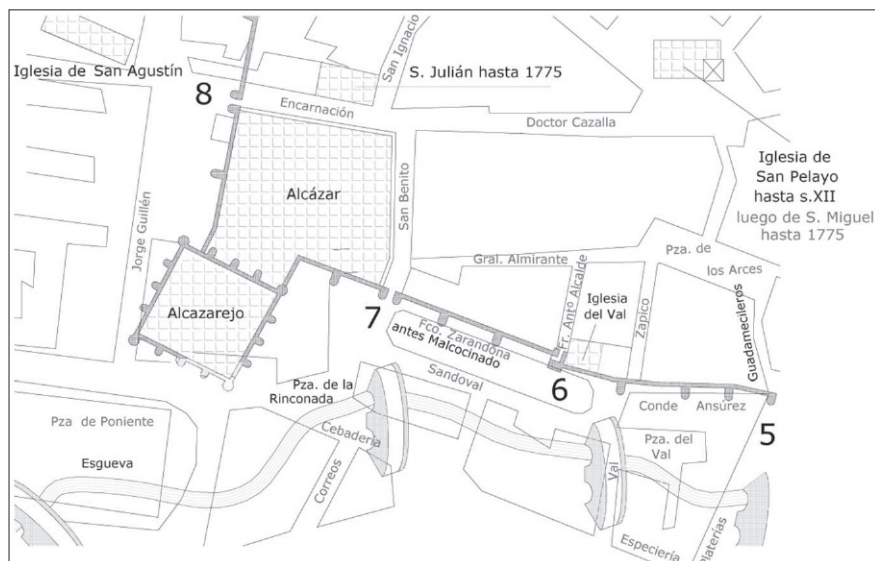 Iglesia de San Agustín
8
S. Julián hasta 1775
San Ignacio
Encarnación
Doctor Cazalla
Iglesia de
San Pelayo
hasta s.XII
luego de S. Miguel
hasta 1775
Alcázar
San Benito
Jorge Guillén
Alcazarejo
Gral. Almirante
Pza. de
los Arces
Fr. Antº Alcalde
Iglesia
del Val
Zapico
Guadamecileros
7
Fco. Zarandona
antes Malcocinado
Sandoval
6
Pza. de la
Rinconada
Conde Ansúrez
5
Pza de Poniente
Cebadería
Esgueva
Correos
Val
Pza. del
Val
Especiería
Platerías